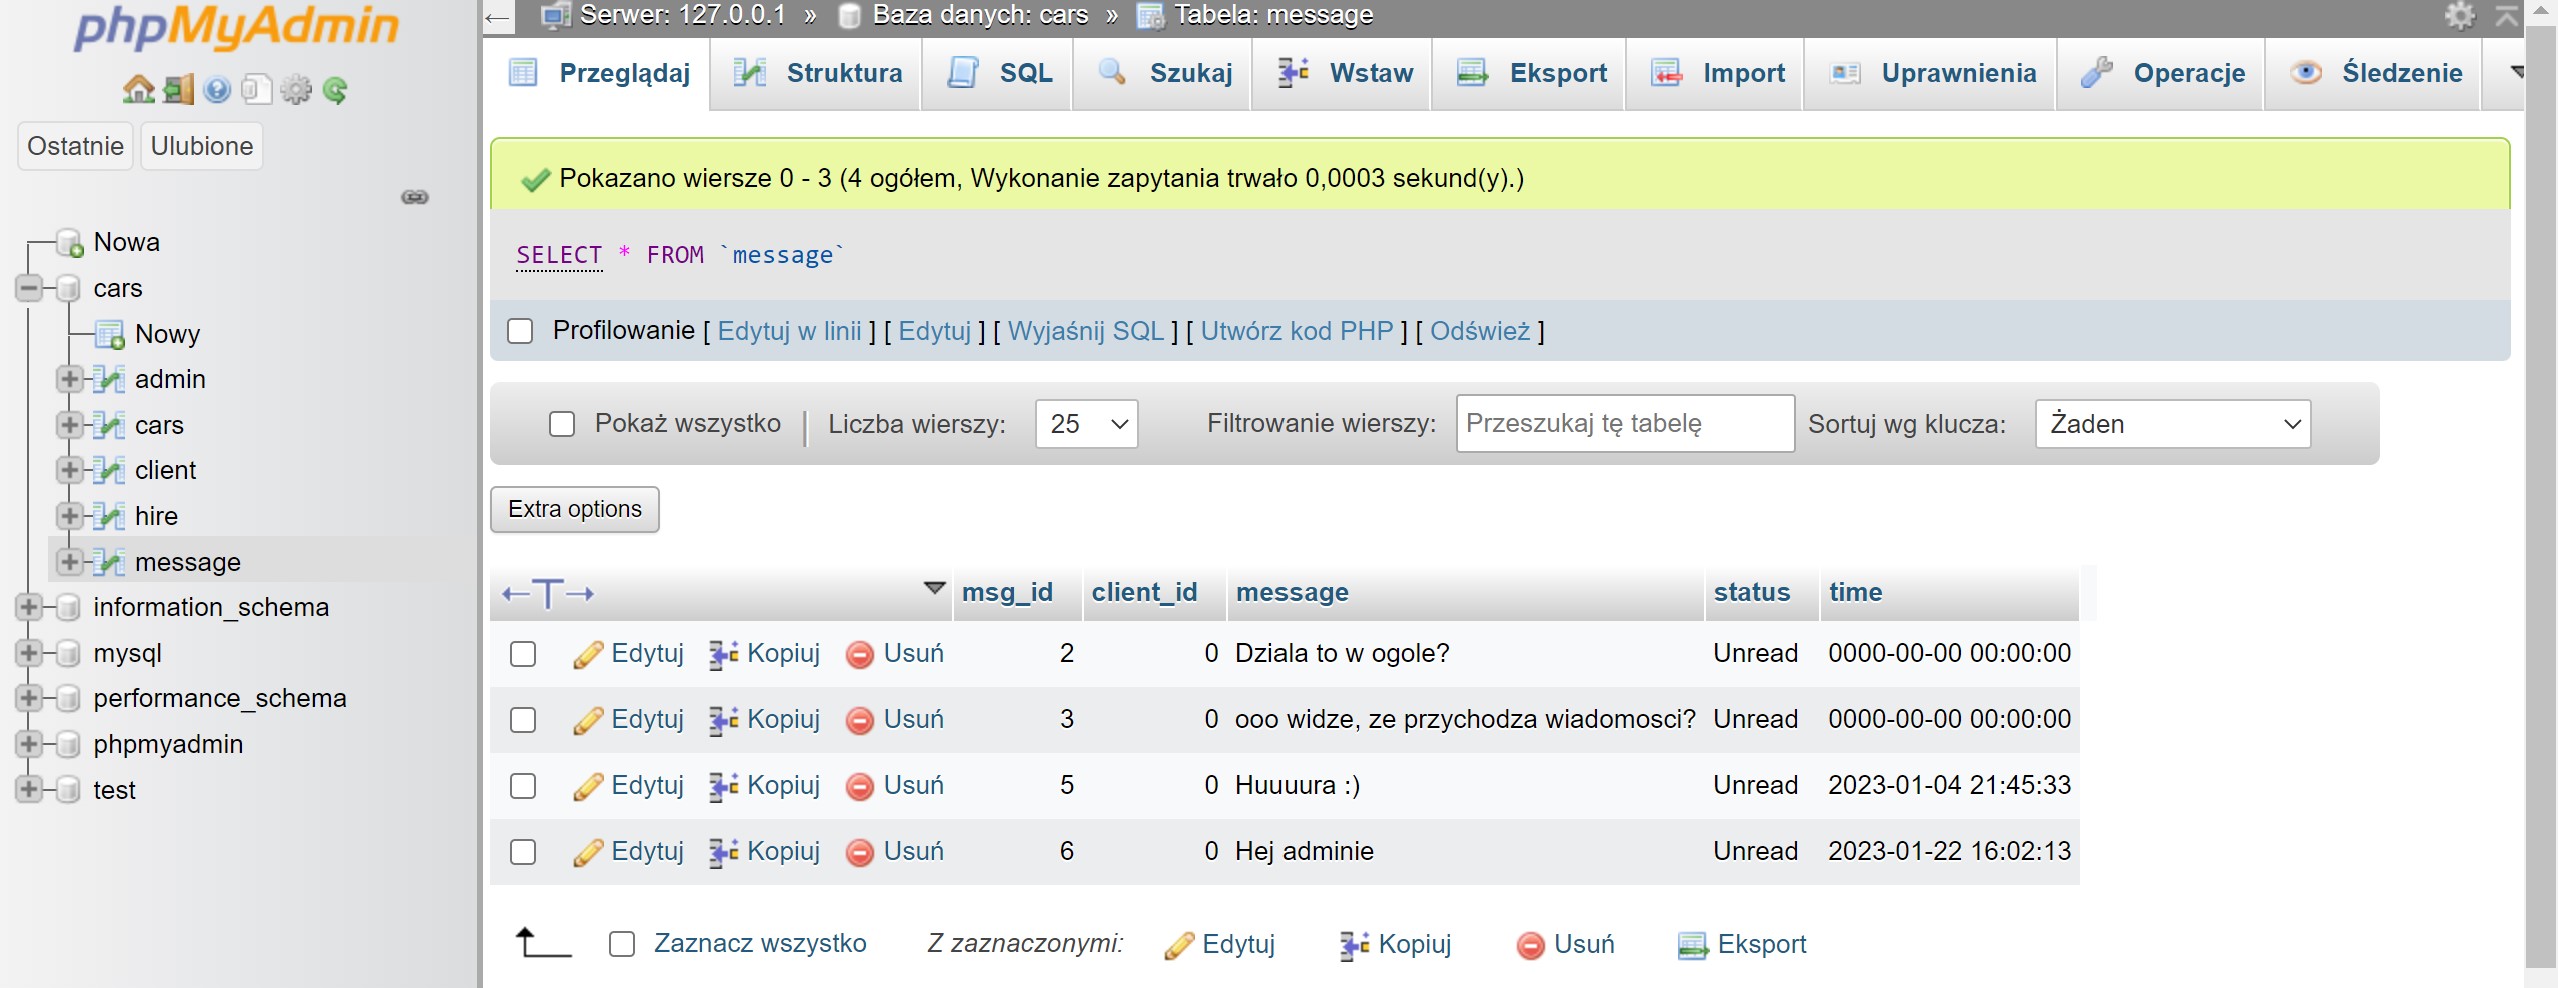 phpMyAdmin
Ostatnie Ulubione
Nowa
cars
Nowy
admin
cars
client
hire
message
information_schema
mysql
performance_schema
phpmyadmin
test
Serwer: 127.0.0.1 » Baza danych: cars » Tabela: message
Przeglądaj Struktura SQL Szukaj Wstaw Eksport Import Uprawnienia Operacje Śledzenie
Pokazano wiersze 0 - 3 (4 ogółem, Wykonanie zapytania trwało 0,0003 sekund(y).)
SELECT * FROM `message`
Profilowanie [ Edytuj w linii ] [ Edytuj ] [ Wyjaśnij SQL ] [ Utwórz kod PHP ] [ Odśwież ]
Pokaż wszystko | Liczba wierszy: 25 Filtrowanie wierszy: Przeszukaj tę tabelę Sortuj wg klucza: Żaden
Extra options
←T→ msg_id client_id message status time
Edytuj Kopiuj Usuń 2 0 Dziala to w ogole? Unread 0000-00-00 00:00:00
Edytuj Kopiuj Usuń 3 0 ooo widze, ze przychodza wiadomosci? Unread 0000-00-00 00:00:00
Edytuj Kopiuj Usuń 5 0 Huuuura :) Unread 2023-01-04 21:45:33
Edytuj Kopiuj Usuń 6 0 Hej adminie Unread 2023-01-22 16:02:13
Zaznacz wszystko Z zaznaczonymi: Edytuj Kopiuj Usuń Eksport